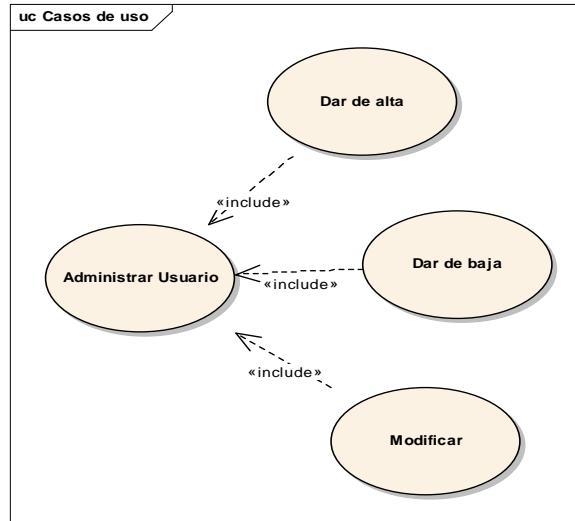 uc Casos de uso
Dar de alta
«include»
Administrar Usuario
«include»
Dar de baja
«include»
Modificar